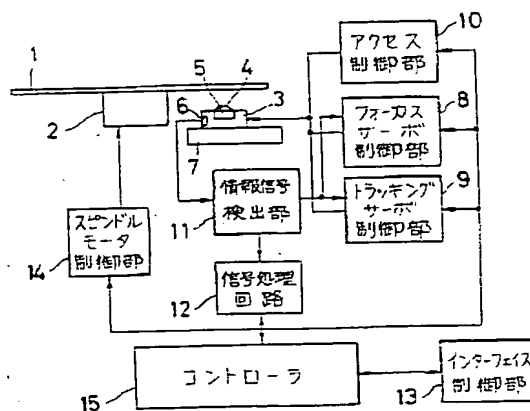 10
アクセス
制御部
1
5
4
6
3
8
2
7
フォーカス
サーボ
制御部
9
情報信号
検出部
11
トラッキング
サーボ
制御部
スピンドル
モータ
制御部
14
信号処理
回路
12
コントローラ
15
インターフェイス
制御部
13